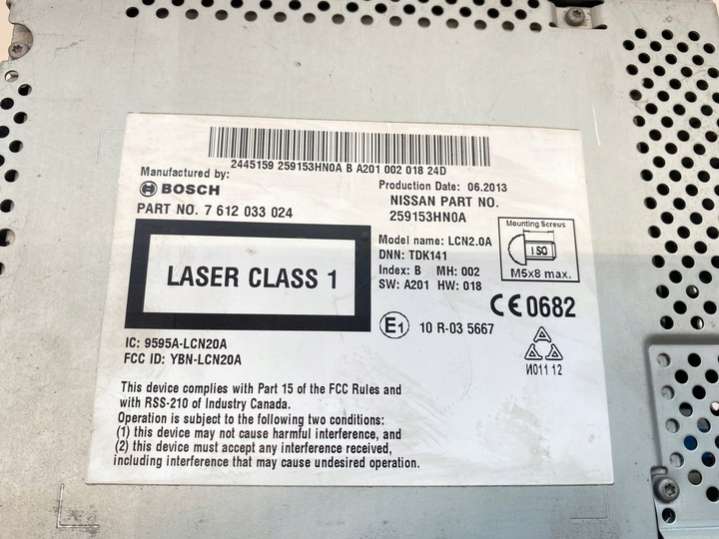 2445159 259153HN0A B A201 002 018 24D
Manufactured by:
BOSCH
PART NO. 7 612 033 024
Production Date: 06.2013
NISSAN PART NO.
259153HN0A
LASER CLASS 1
Model name: LCN2.0A
DNN: TDK141
Index: B MH: 002
SW: A201 HW: 018
Mounting Screws
ISO
M5x8 max.
CE0682
E1 10 R-03 5667
И011 12
IC: 9595A-LCN20A
FCC ID: YBN-LCN20A
This device complies with Part 15 of the FCC Rules and
with RSS-210 of Industry Canada.
Operation is subject to the following two conditions:
(1) this device may not cause harmful interference, and
(2) this device must accept any interference received,
including interference that may cause undesired operation.